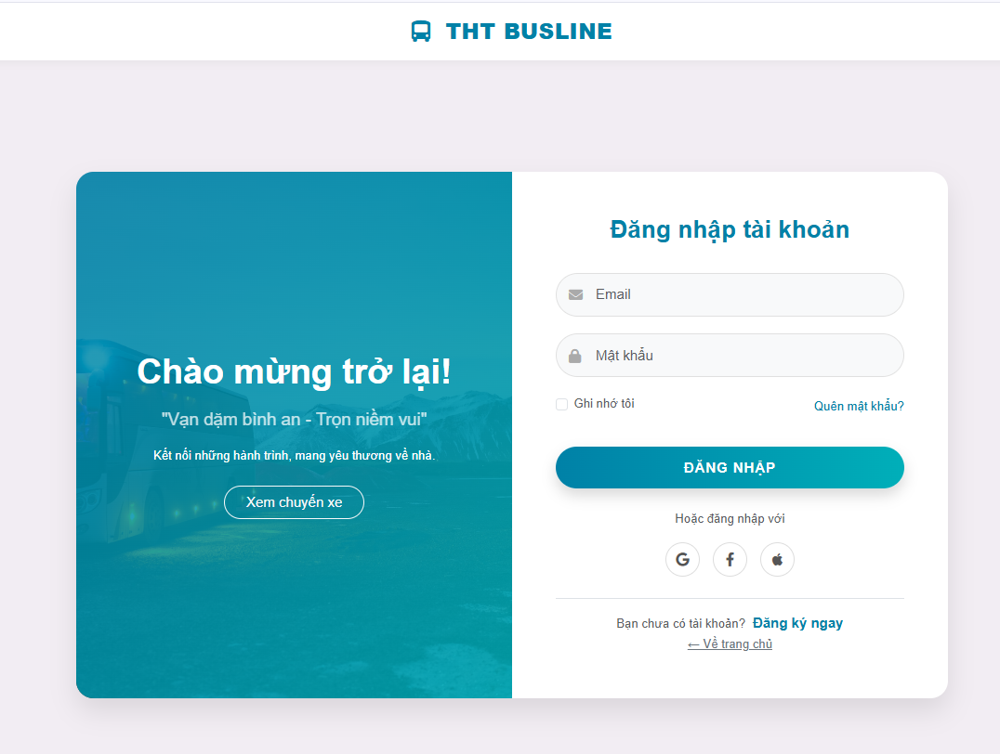 THT BUSLINE
Chào mừng trở lại!
"Vạn dặm bình an - Trọn niềm vui"
Kết nối những hành trình, mang yêu thương về nhà.
Xem chuyến xe
Đăng nhập tài khoản
Email
Mật khẩu
Ghi nhớ tôi
Quên mật khẩu?
ĐĂNG NHẬP
Hoặc đăng nhập với
Bạn chưa có tài khoản? Đăng ký ngay
← Về trang chủ